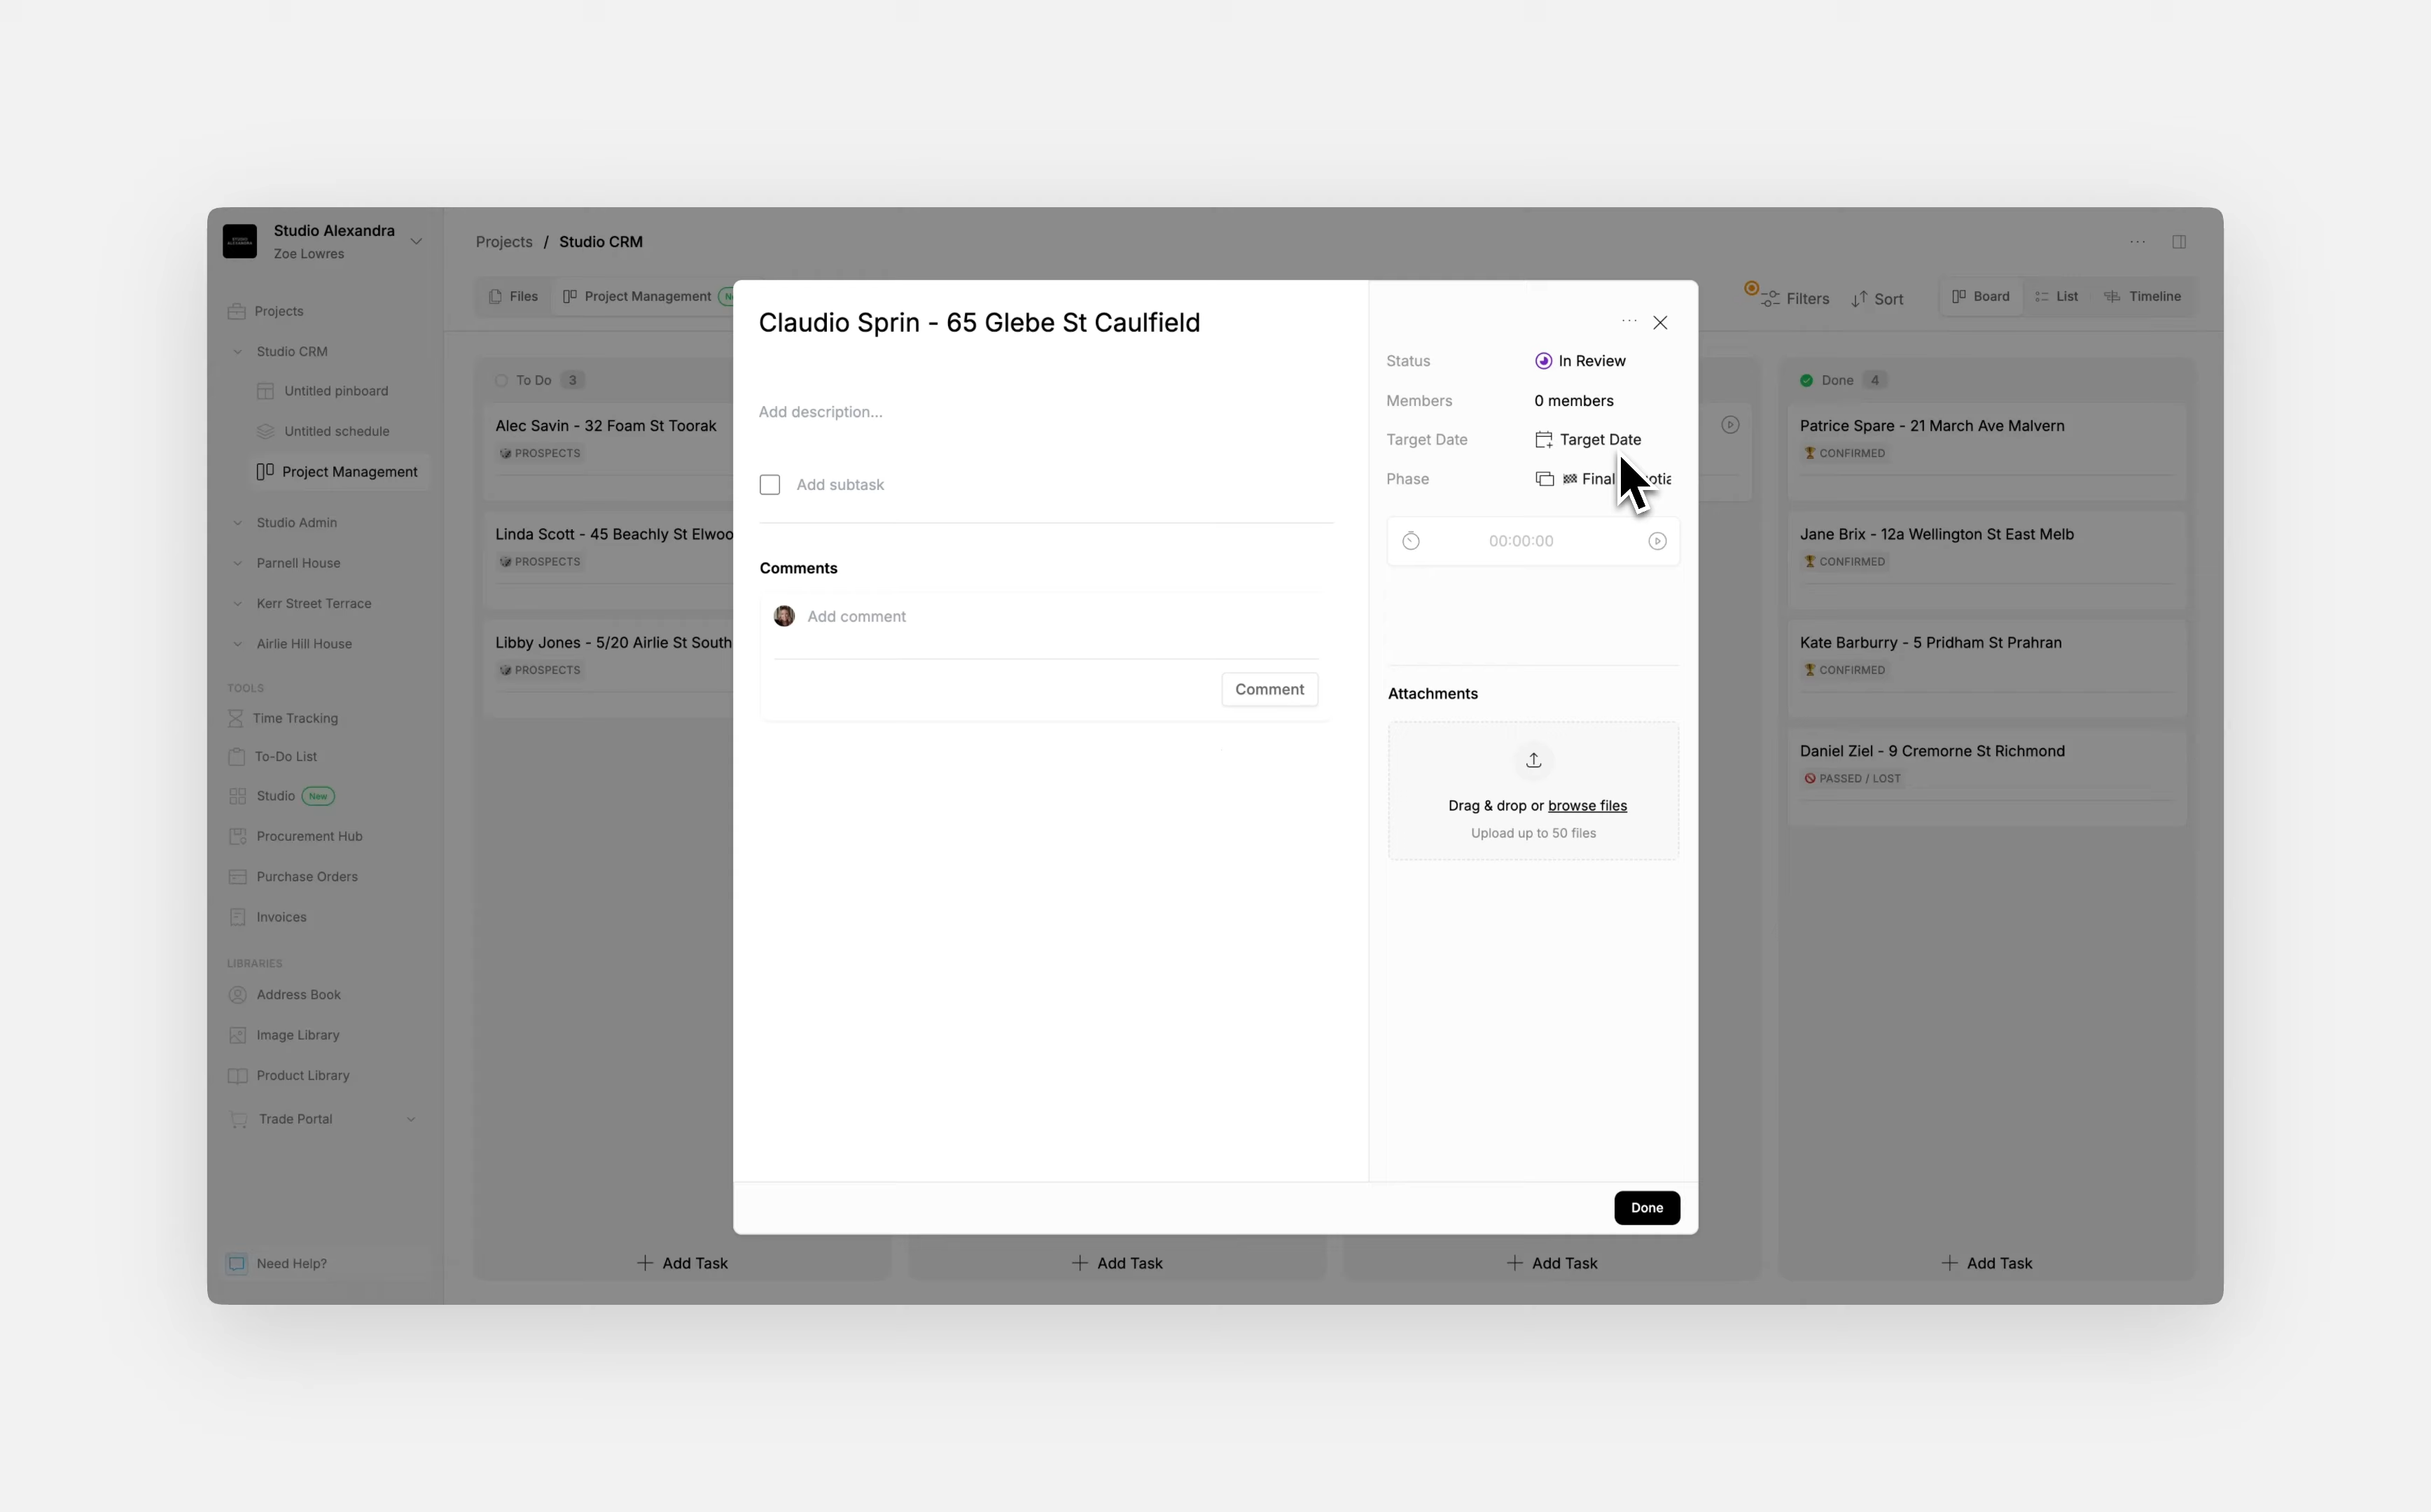 Studio Alexandra
Zoe Lowres
Projects
Studio CRM
Untitled pinboard
Untitled schedule
Project Management
Studio Admin
Parnell House
Kerr Street Terrace
Airlie Hill House
TOOLS
Time Tracking
To-Do List
Studio New
Procurement Hub
Purchase Orders
Invoices
LIBRARIES
Address Book
Image Library
Product Library
Trade Portal
Need Help?
Projects / Studio CRM
Files
Project Management
Filters
Sort
Board
List
Timeline
To Do 3
Alec Savin - 32 Foam St Toorak
PROSPECTS
Linda Scott - 45 Beachly St Elwoo
PROSPECTS
Libby Jones - 5/20 Airlie St South
PROSPECTS
Add Task
Claudio Sprin - 65 Glebe St Caulfield
Add description...
Add subtask
Comments
Add comment
Comment
Status In Review
Members 0 members
Target Date Target Date
Phase Final
00:00:00
Attachments
Drag & drop or browse files
Upload up to 50 files
Done
Add Task
Add Task
Done 4
Patrice Spare - 21 March Ave Malvern
CONFIRMED
Jane Brix - 12a Wellington St East Melb
CONFIRMED
Kate Barburry - 5 Pridham St Prahran
CONFIRMED
Daniel Ziel - 9 Cremorne St Richmond
PASSED / LOST
Add Task